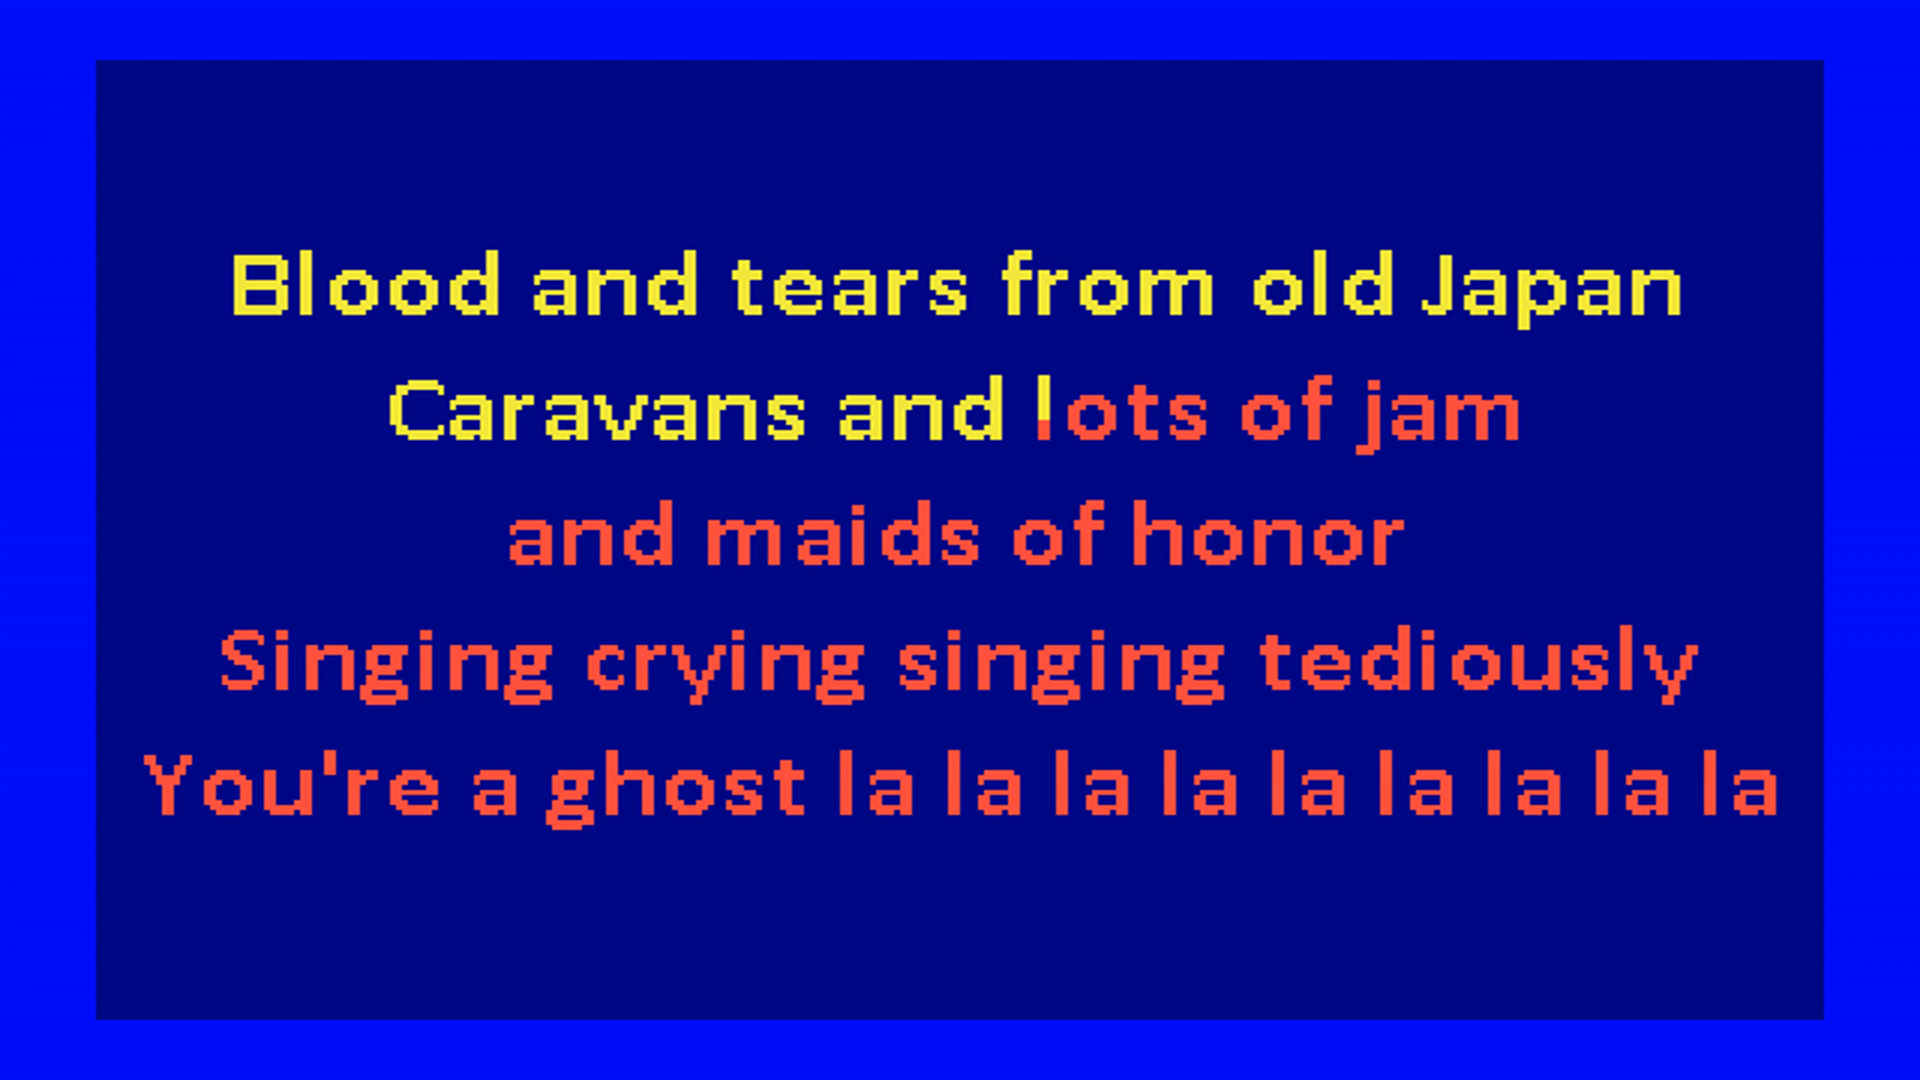 Blood and tears from old Japan
Caravans and lots of jam
and maids of honor
Singing crying singing tediously
You're a ghost la la la la la la la la la